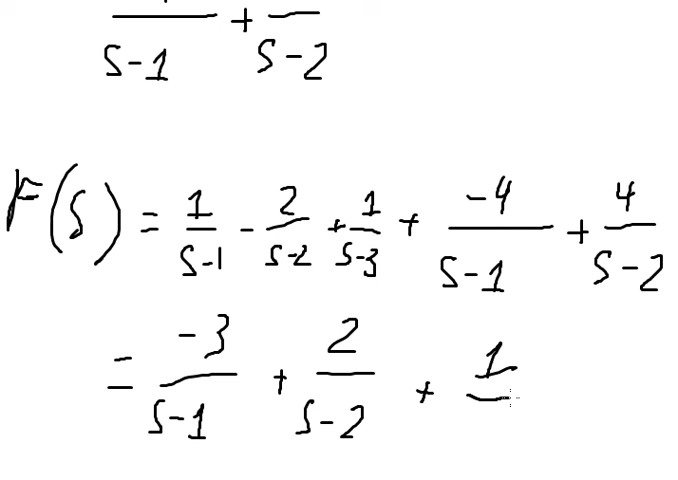 /(s-1) + /(s-2)
F(s) = 1/(s-1) - 2/(s-2) + 1/(s-3) + -4/(s-1) + 4/(s-2)
= -3/(s-1) + 2/(s-2) + 1/